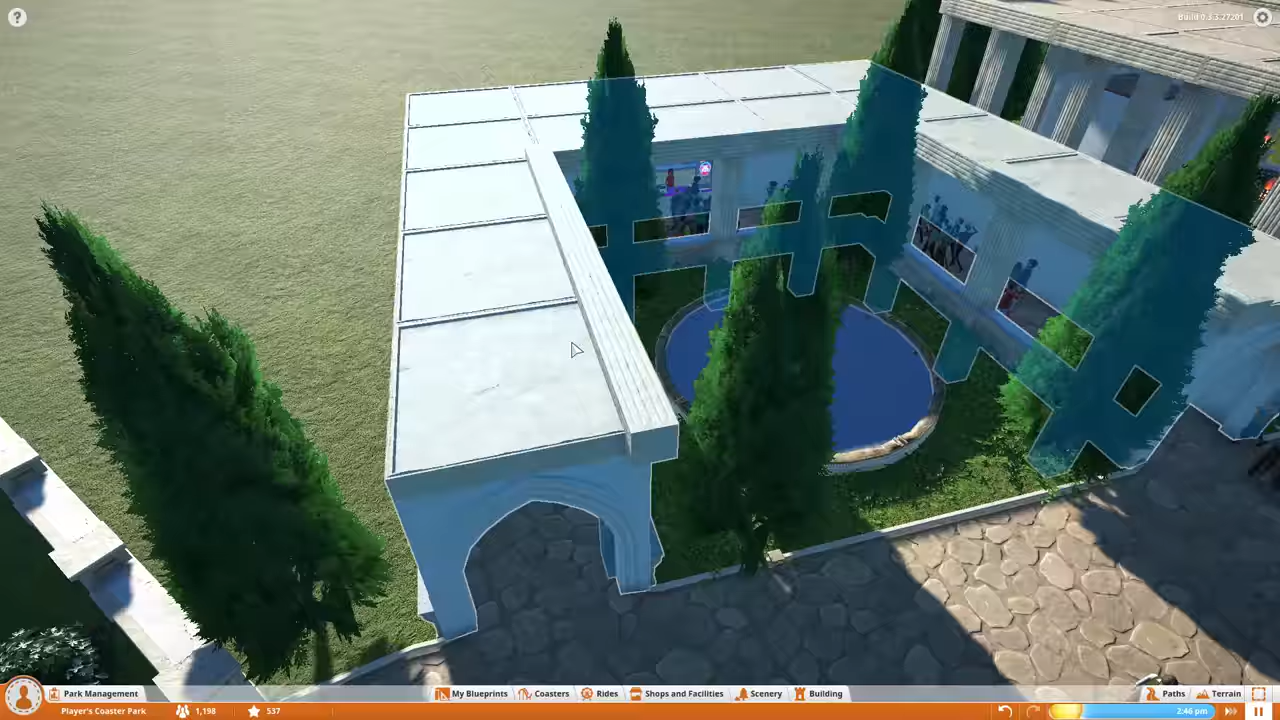 ?
Build 0.3.3.27201
Park Management
My Blueprints
Coasters
Rides
Shops and Facilities
Scenery
Building
Paths
Terrain
Player's Coaster Park
1,198
537
2:46 pm